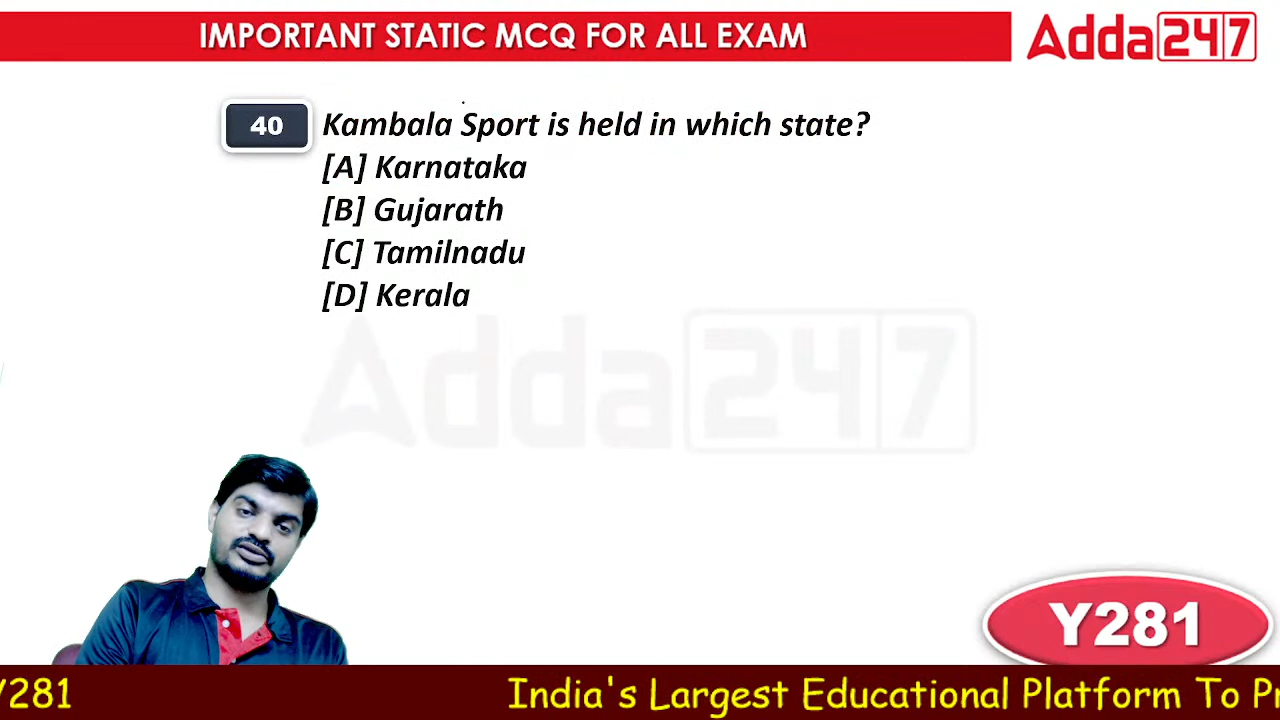 IMPORTANT STATIC MCQ FOR ALL EXAM
Adda247
40
Kambala Sport is held in which state?
[A] Karnataka
[B] Gujarath
[C] Tamilnadu
[D] Kerala
Adda247
Y281
Y281 India's Largest Educational Platform To